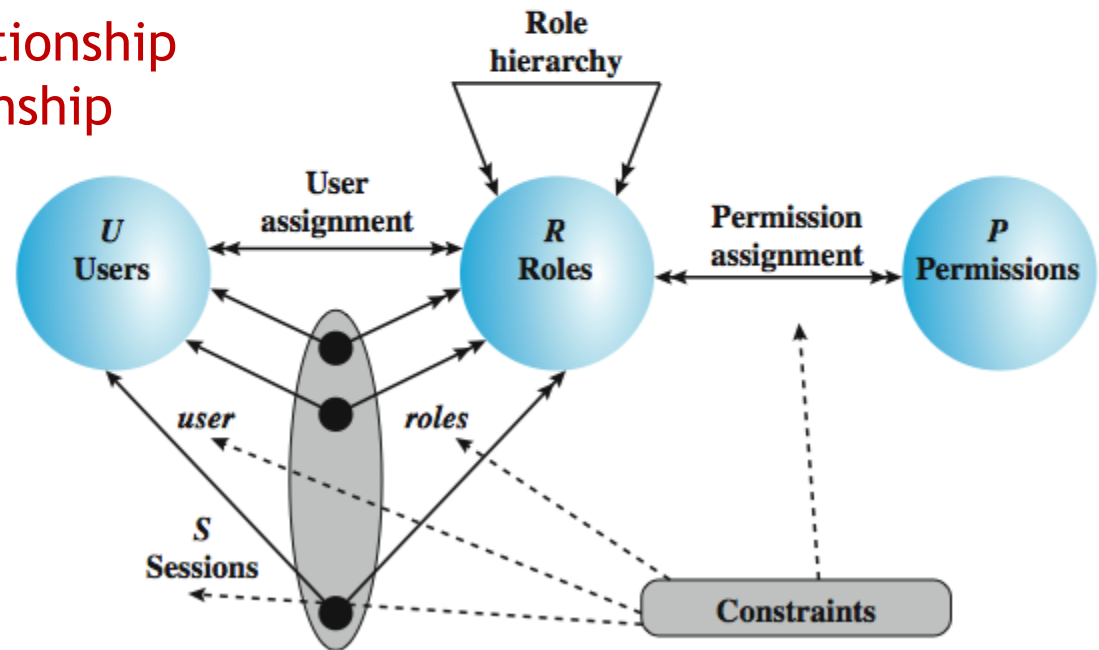 tionship
nship
Role
hierarchy
User
assignment
Permission
assignment
U
Users
R
Roles
P
Permissions
user
roles
S
Sessions
Constraints